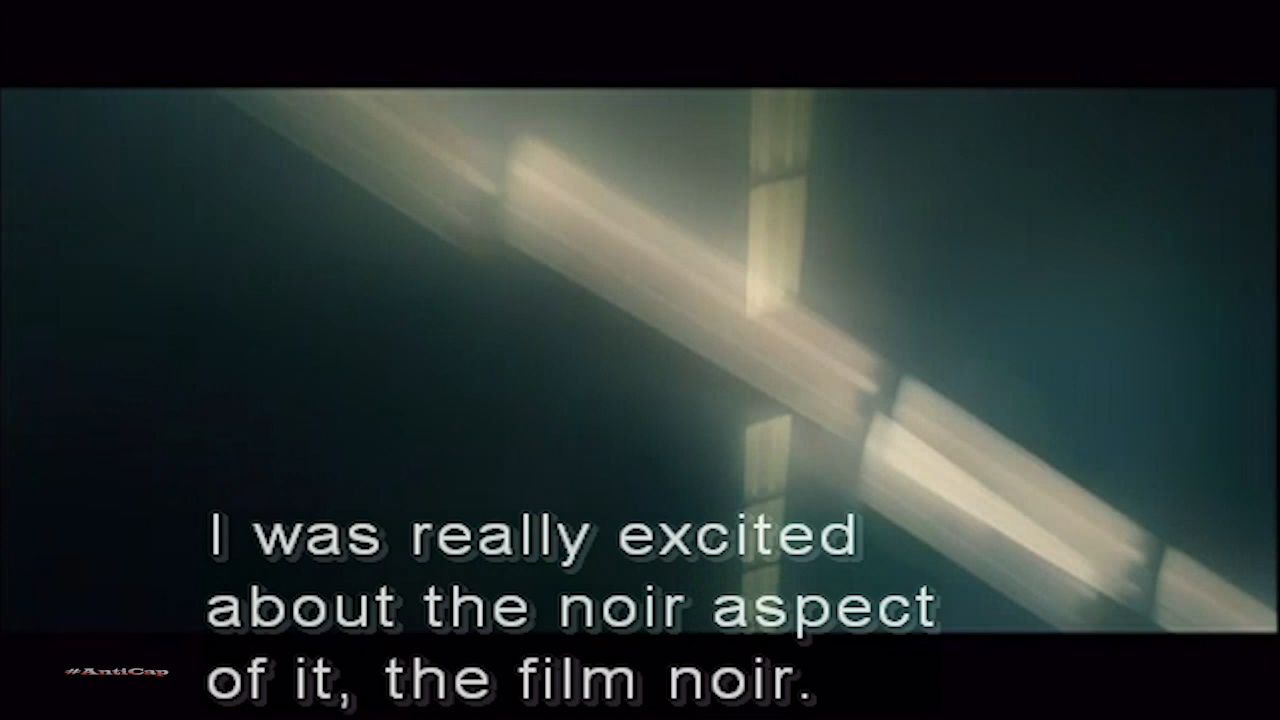 I was really excited
about the noir aspect
of it, the film noir.
#AntiCap